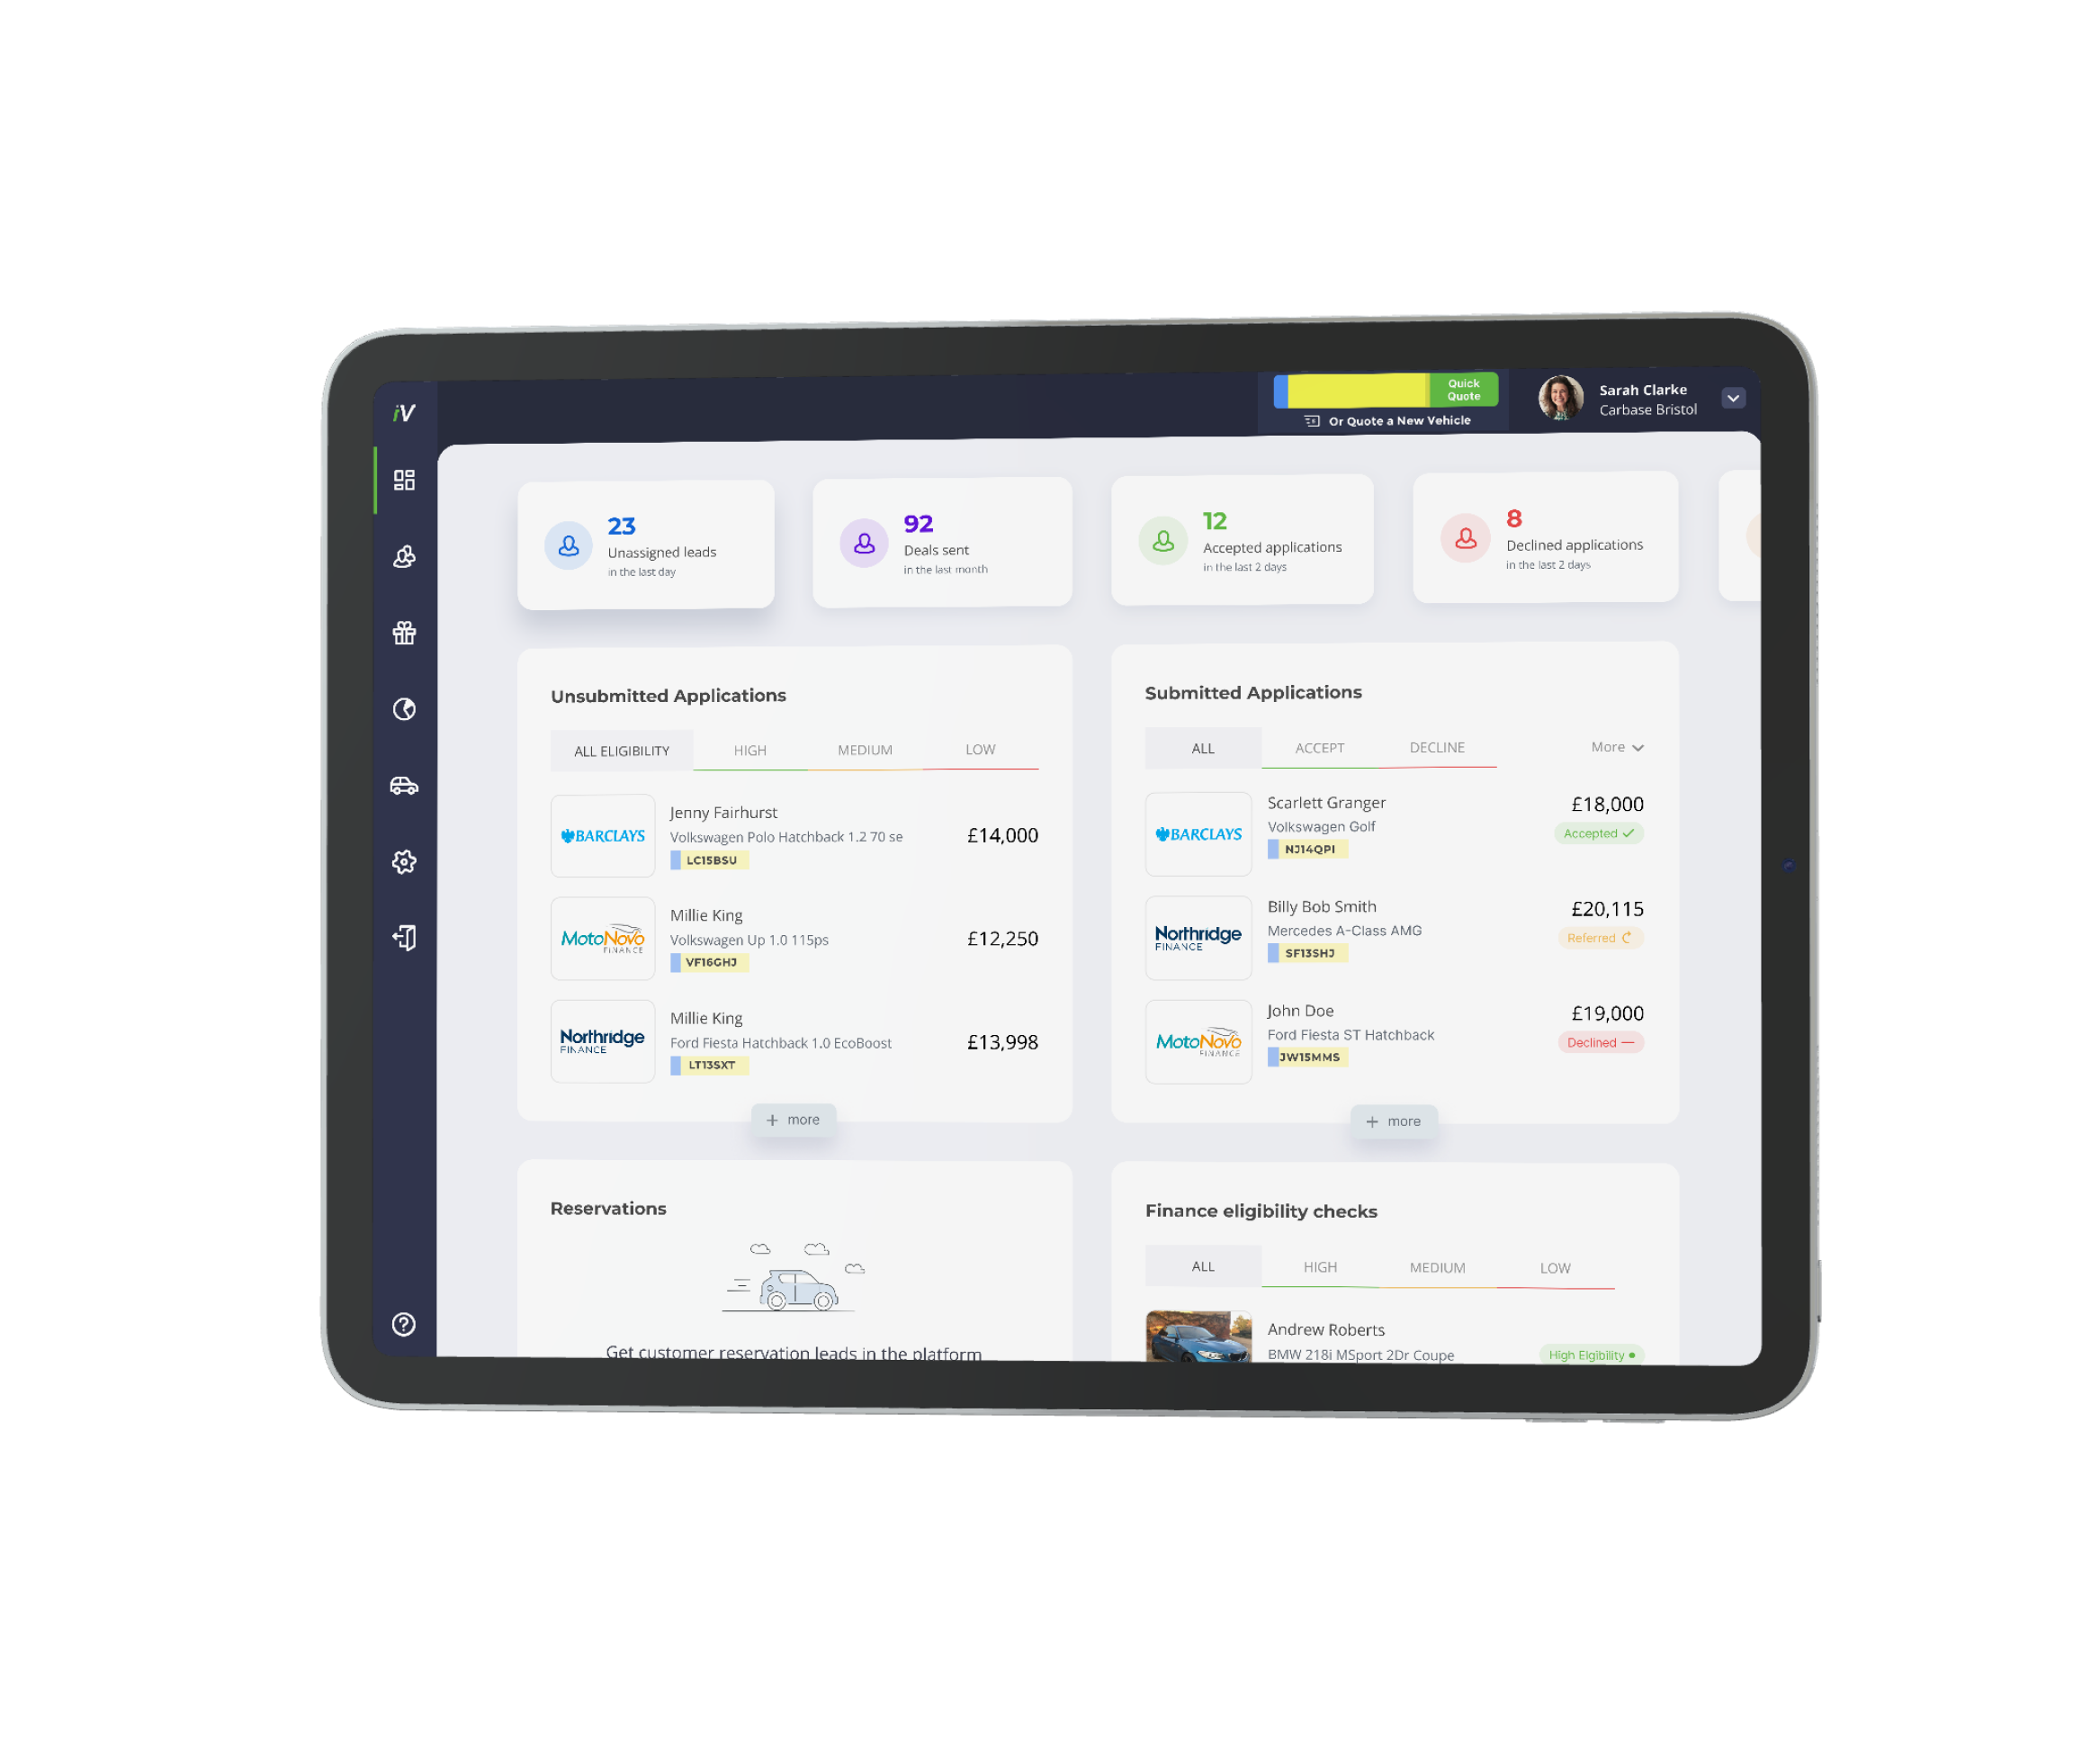 iV
Quick
Quote
Or Quote a New Vehicle
Sarah Clarke
Carbase Bristol
23
Unassigned leads
in the last day
92
Deals sent
in the last month
12
Accepted applications
in the last 2 days
8
Declined applications
in the last 2 days
Unsubmitted Applications
ALL ELIGIBILITY HIGH MEDIUM LOW
BARCLAYS
Jenny Fairhurst
Volkswagen Polo Hatchback 1.2 70 se
LC15BSU
£14,000
MotoNovo
FINANCE
Millie King
Volkswagen Up 1.0 115ps
VF16GHJ
£12,250
Northridge
FINANCE
Millie King
Ford Fiesta Hatchback 1.0 EcoBoost
LT13SXT
£13,998
+ more
Submitted Applications
ALL ACCEPT DECLINE More
BARCLAYS
Scarlett Granger
Volkswagen Golf
NJ14QPI
£18,000
Accepted
Northridge
FINANCE
Billy Bob Smith
Mercedes A-Class AMG
SF13SHJ
£20,115
Referred
MotoNovo
FINANCE
John Doe
Ford Fiesta ST Hatchback
JW15MMS
£19,000
Declined
+ more
Reservations
Get customer reservation leads in the platform
Finance eligibility checks
ALL HIGH MEDIUM LOW
Andrew Roberts
BMW 218i MSport 2Dr Coupe
High Elgibility
?